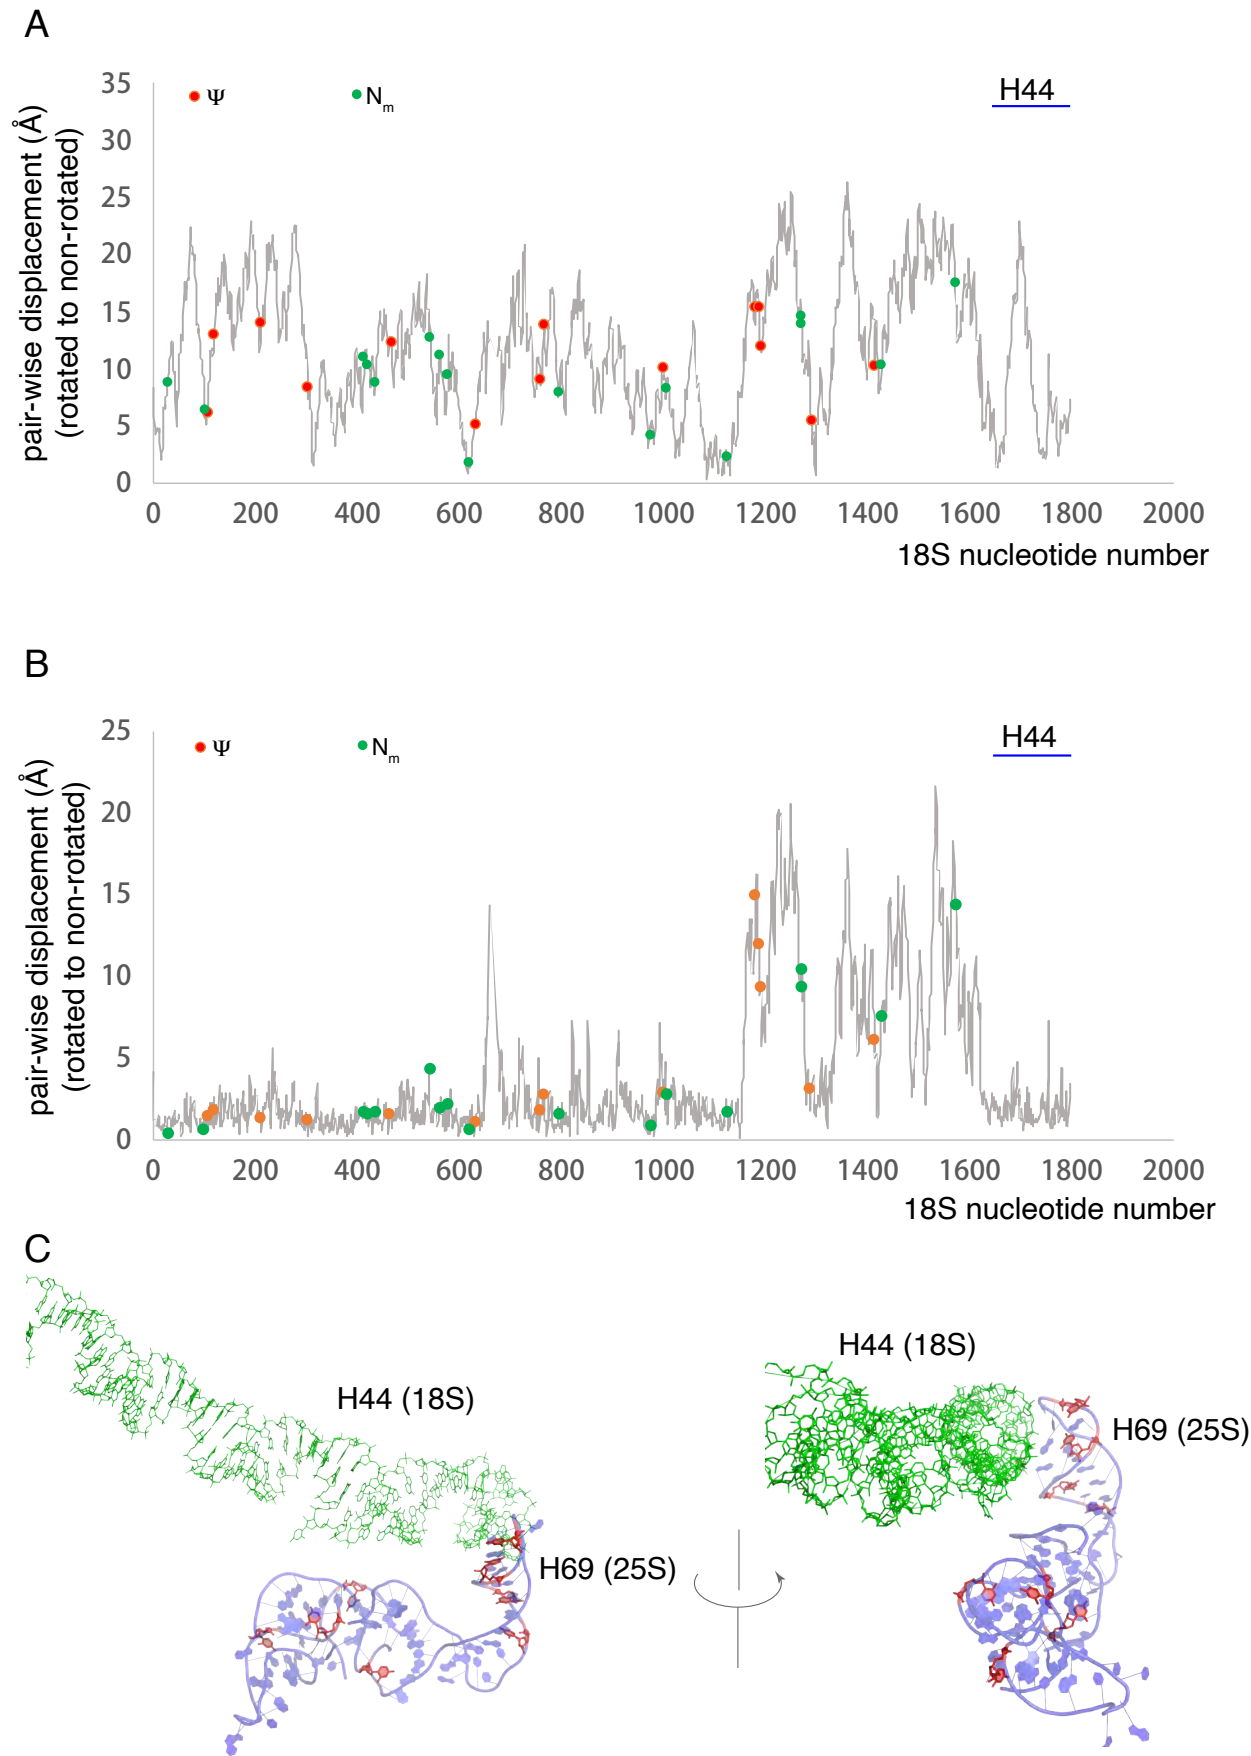 A
pair-wise displacement (Å)
(rotated to non-rotated)
35
30
25
20
15
10
5
0
Ψ
Nm
H44
0 200 400 600 800 1000 1200 1400 1600 1800 2000
18S nucleotide number
B
pair-wise displacement (Å)
(rotated to non-rotated)
25
20
15
10
5
0
Ψ
Nm
H44
0 200 400 600 800 1000 1200 1400 1600 1800 2000
18S nucleotide number
C
H44 (18S)
H69 (25S)
H44 (18S)
H69 (25S)